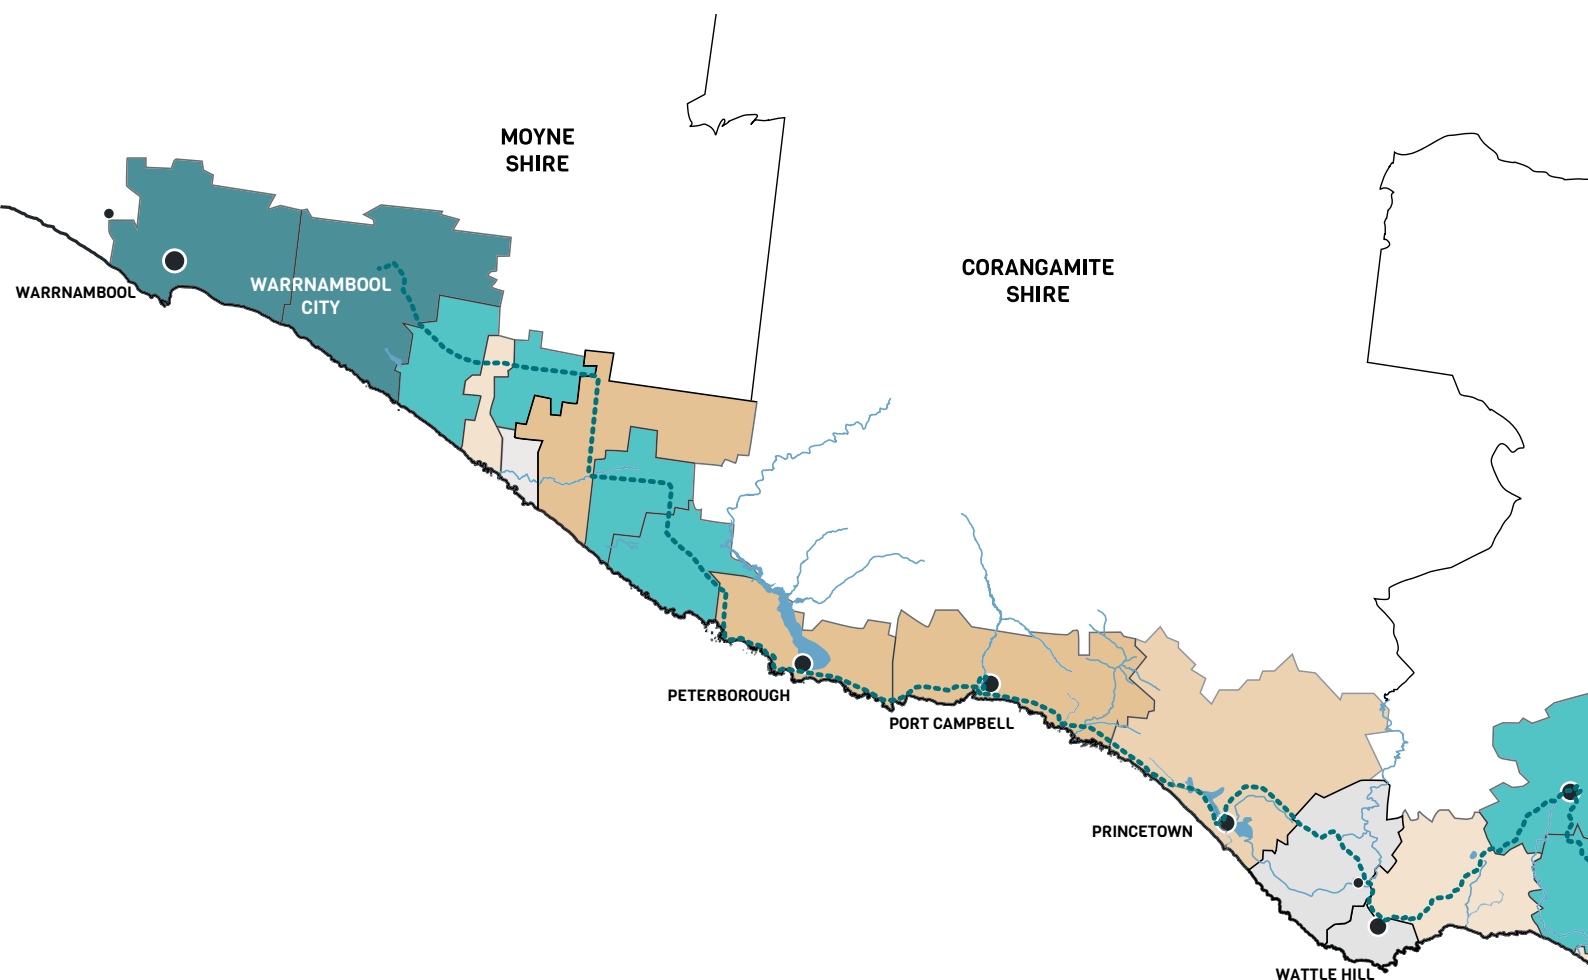 MOYNE
SHIRE
CORANGAMITE
SHIRE
WARRNAMBOOL
WARRNAMBOOL
CITY
PETERBOROUGH
PORT CAMPBELL
PRINCETOWN
WATTLE HILL